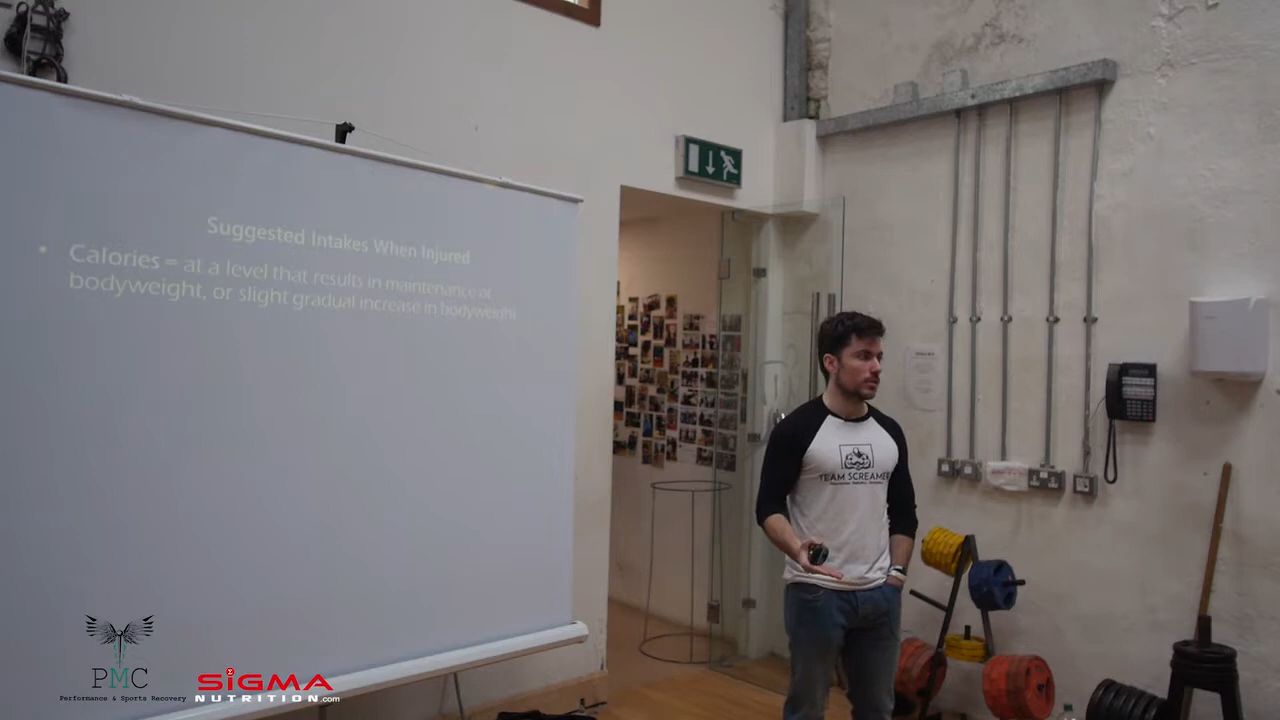 Suggested Intakes When Injured
• Calories = at a level that results in maintenance of
bodyweight, or slight gradual increase in bodyweight
TEAM SCREAMER
PMC
Performance & Sports Recovery
SIGMA
NUTRITION.com